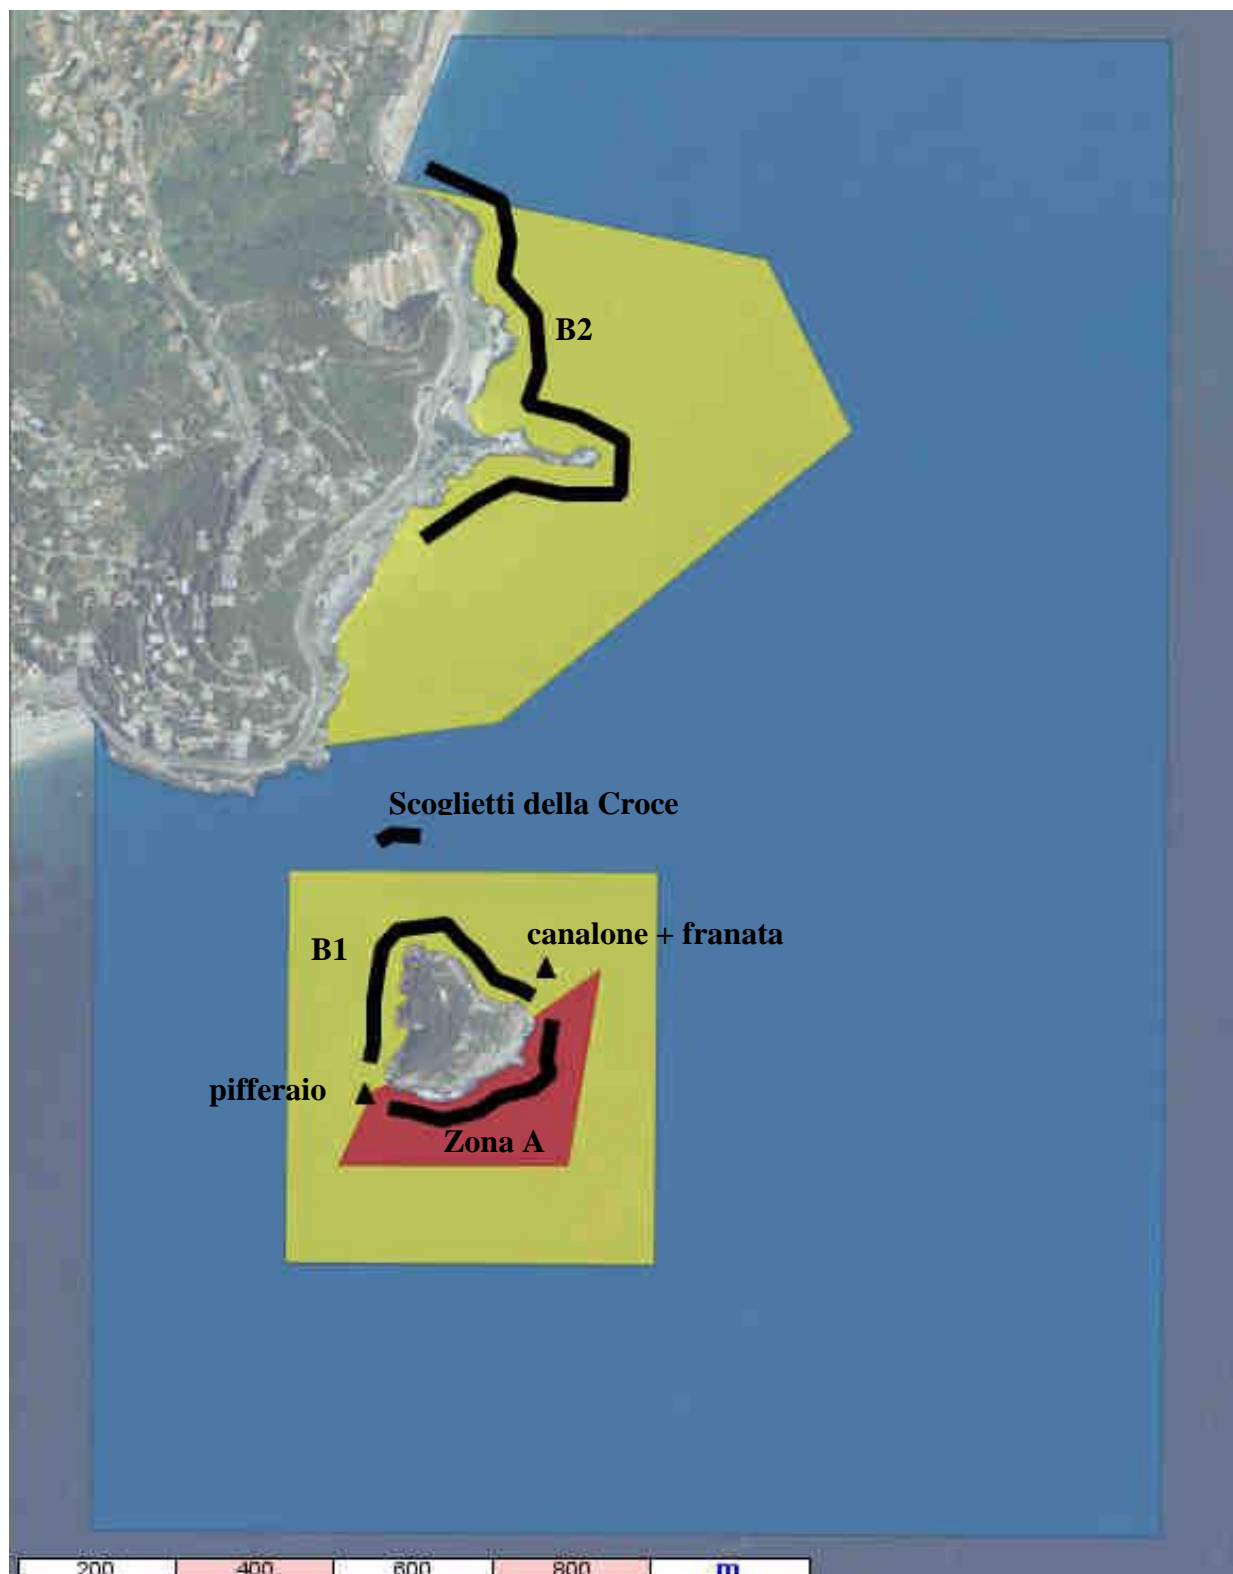 B2
Scoglietti della Croce
canalone + franata
B1
pifferaio
Zona A
200 400 600 800 m